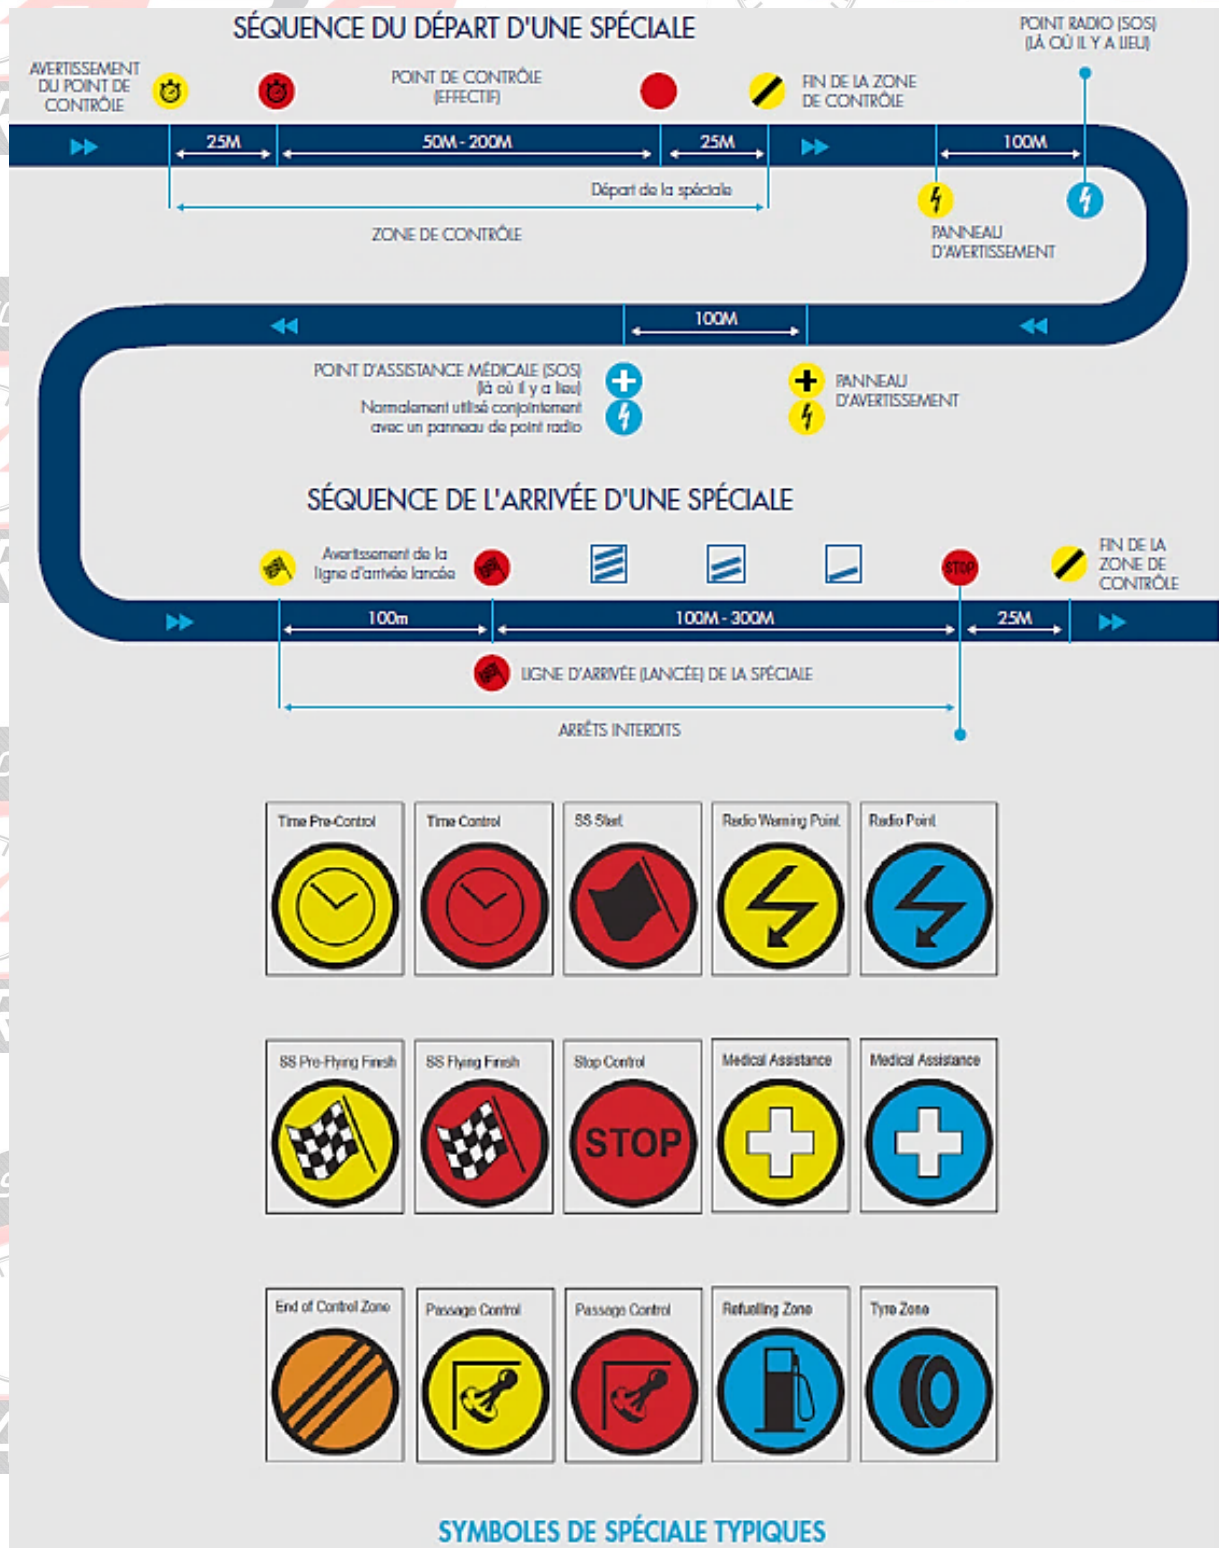 SÉQUENCE DU DÉPART D'UNE SPÉCIALE
POINT RADIO (SOS)
(LÀ OÙ IL Y A LIEU)
AVERTISSEMENT
DU POINT DE
CONTRÔLE
POINT DE CONTRÔLE
(EFFECTIF)
FIN DE LA ZONE
DE CONTRÔLE
25M
50M - 200M
25M
100M
Départ de la spéciale
ZONE DE CONTRÔLE
PANNEAU
D'AVERTISSEMENT
100M
POINT D'ASSISTANCE MÉDICALE (SOS)
(là où il y a lieu)
Normalement utilisé conjointement
avec un panneau de point radio
PANNEAU
D'AVERTISSEMENT
SÉQUENCE DE L'ARRIVÉE D'UNE SPÉCIALE
Avertissement de la
ligne d'arrivée lancée
STOP
FIN DE LA
ZONE DE
CONTRÔLE
100m
100M - 300M
25M
LIGNE D'ARRIVÉE (LANCÉE) DE LA SPÉCIALE
ARRÊTS INTERDITS
Time Pre-Control
Time Control
SS Start
Radio Warning Point
Radio Point
SS Pre-Flying Finish
SS Flying Finish
Stop Control
Medical Assistance
Medical Assistance
STOP
End of Control Zone
Passage Control
Passage Control
Refuelling Zone
Tyre Zone
SYMBOLES DE SPÉCIALE TYPIQUES